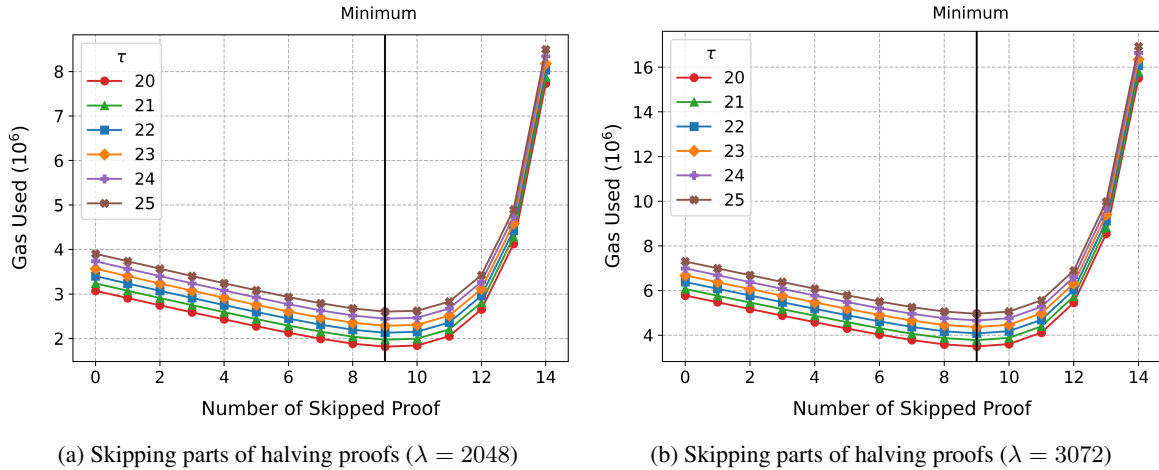 Minimum
τ
20
21
22
23
24
25
8
7
6
5
4
3
2
Gas Used (10⁶)
0 2 4 6 8 10 12 14
Number of Skipped Proof
(a) Skipping parts of halving proofs (λ = 2048)
Minimum
τ
20
21
22
23
24
25
16
14
12
10
8
6
4
Gas Used (10⁶)
0 2 4 6 8 10 12 14
Number of Skipped Proof
(b) Skipping parts of halving proofs (λ = 3072)